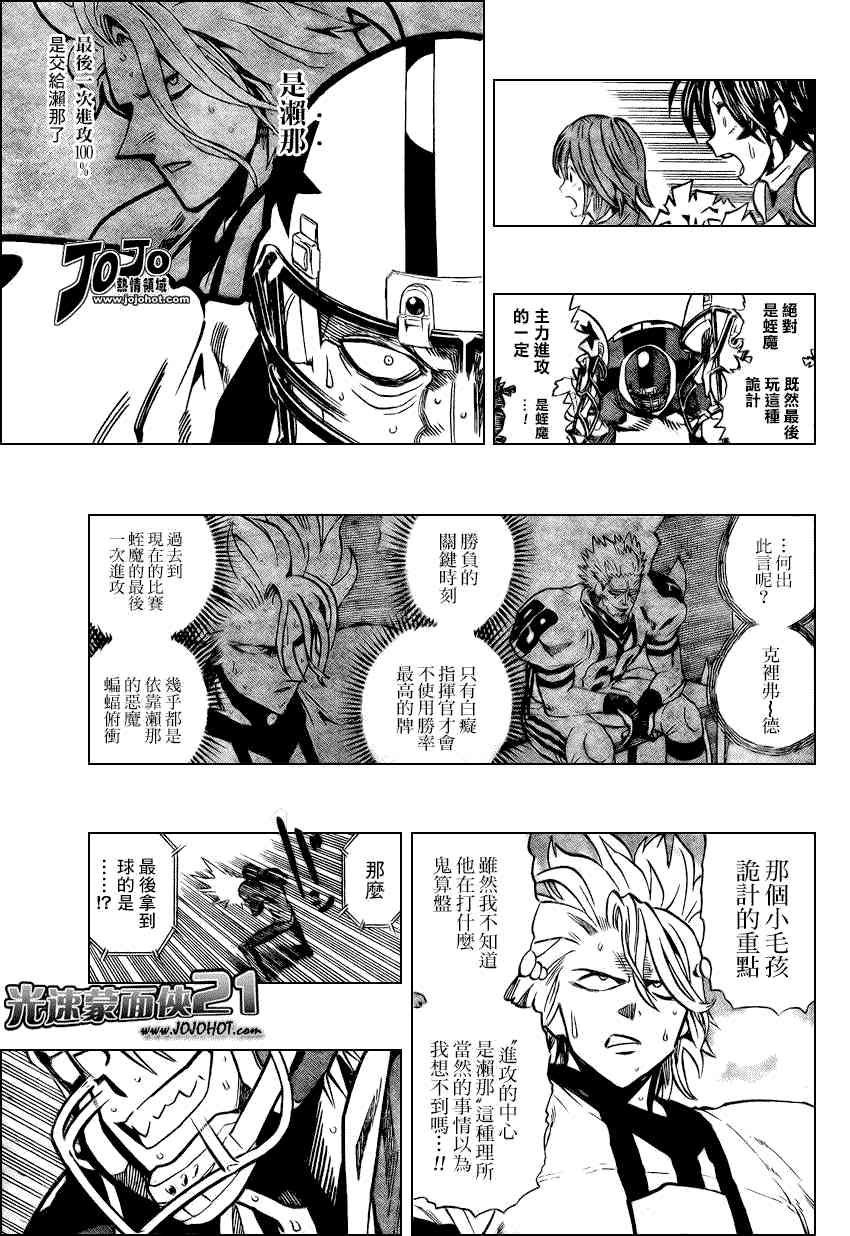 絕對
是蛭魔
既然最後
玩這種
詭計
主力進攻
的一定
是蛭魔
…！
…是瀨那
最後一次進攻100%
是交給瀨那了
JOJO
熱情領域
www.jojohot.com
…何出
此言呢？
克裡弗～德
勝負的
關鍵時刻
只有白癡
指揮官才會
不使用勝率
最高的牌
過去到
現在的比賽
蛭魔的最後
一次進攻
幾乎都是
依靠瀨那
的惡魔
蝙蝠俯衝
那個小毛孩
詭計的重點
雖然我不知道
他在打什麼
鬼算盤
〝進攻的中心
是瀨那〞這種理所
當然的事情以為
我想不到嗎…!!
那麼
最後拿到
球的是
……!?
光速蒙面俠21
www.JOJOHOT.com